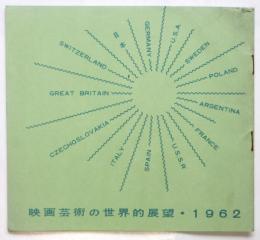 日本
GERMANY
U.S.A.
SWEDEN
POLAND
ARGENTINA
FRANCE
U.S.S.R
SPAIN
ITALY
CZECHOSLOVAKIA
GREAT BRITAIN
SWITZERLAND
映画芸術の世界的展望・1962